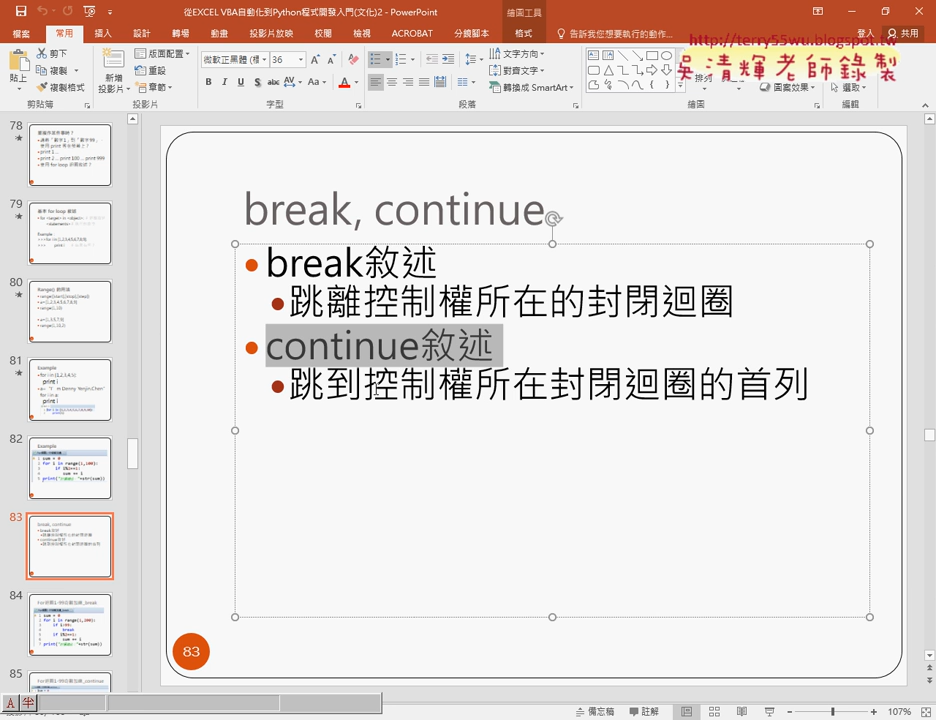 從EXCEL VBA自動化到Python程式開發入門(文化)2 - PowerPoint
繪圖工具
檔案 常用 插入 設計 轉場 動畫 投影片放映 校閱 檢視 ACROBAT 分鏡腳本 格式 告訴我您想要執行的動作... 登入 共用
http://terry55wu.blogspot.tw
吳清輝老師錄製
貼上 剪下 複製 複製格式
新增投影片 版面配置 重設 章節
微軟正黑體 36
B I U S abc AV Aa A
文字方向 對齊文字 轉換成 SmartArt
排列 圖案效果 選取
剪貼簿 投影片 字型 段落 繪圖 編輯
78
79
80
81
82
83
84
85
Example
sum = 0
break, continue
break敘述
跳離控制權所在的封閉迴圈
continue敘述
跳到控制權所在封閉迴圈的首列
83
A 半
備忘稿 註解 107%